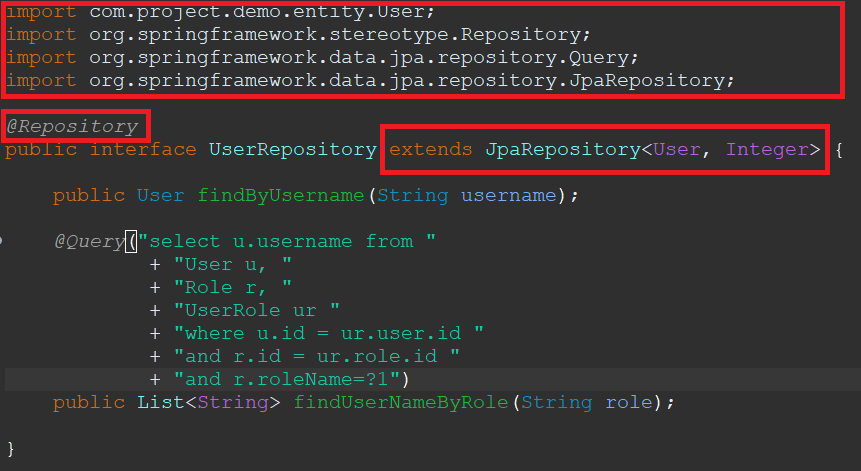 import com.project.demo.entity.User;
import org.springframework.stereotype.Repository;
import org.springframework.data.jpa.repository.Query;
import org.springframework.data.jpa.repository.JpaRepository;
@Repository
public interface UserRepository extends JpaRepository<User, Integer> {
public User findByUsername(String username);
@Query("select u.username from "
+ "User u, "
+ "Role r, "
+ "UserRole ur "
+ "where u.id = ur.user.id "
+ "and r.id = ur.role.id "
+ "and r.roleName=?1")
public List<String> findUserNameByRole(String role);
}